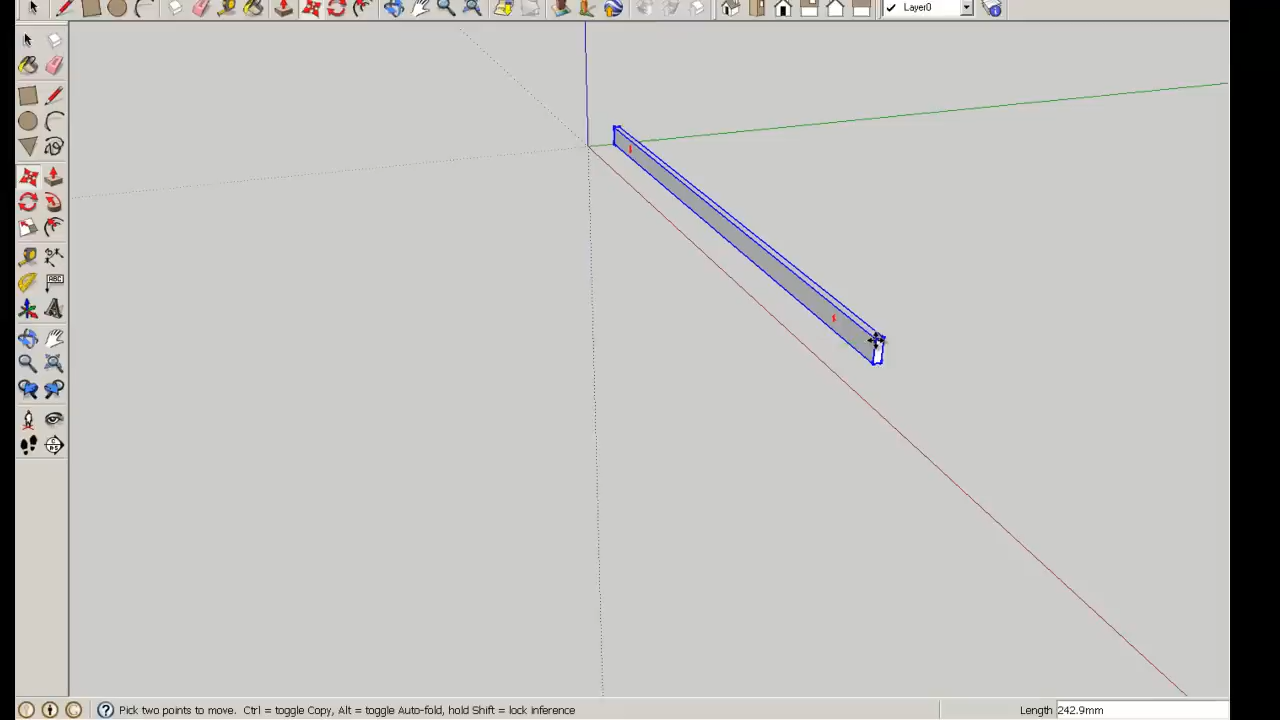 Layer0
ABC
Pick two points to move. Ctrl = toggle Copy, Alt = toggle Auto-fold, hold Shift = lock inference
Length 242.9mm